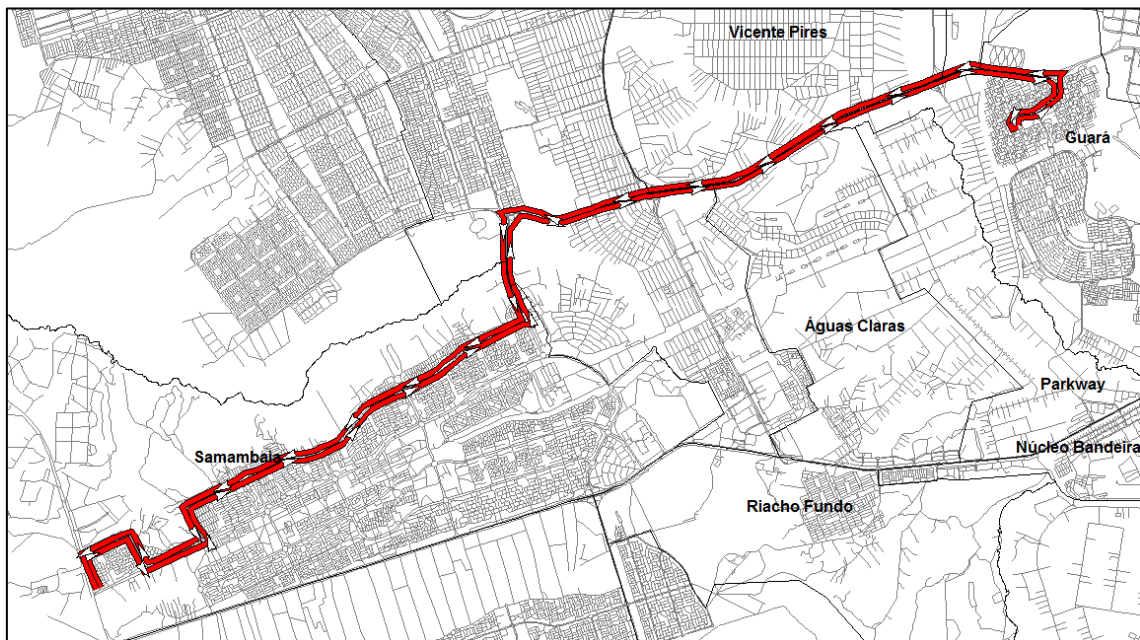 Vicente Pires
Guará
Águas Claras
Parkway
Núcleo Bandeira
Samambaia
Riacho Fundo